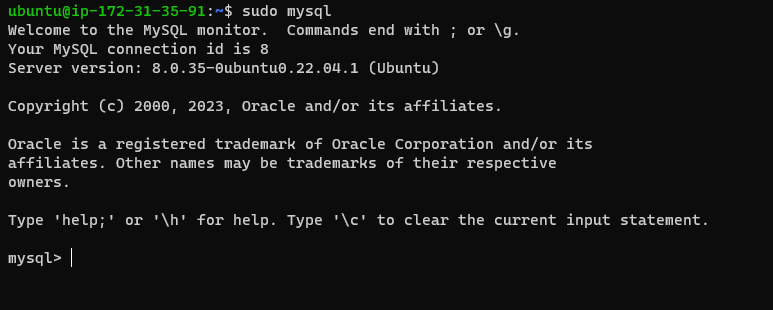 ubuntu@ip-172-31-35-91:~$ sudo mysql
Welcome to the MySQL monitor.  Commands end with ; or \g.
Your MySQL connection id is 8
Server version: 8.0.35-0ubuntu0.22.04.1 (Ubuntu)
Copyright (c) 2000, 2023, Oracle and/or its affiliates.
Oracle is a registered trademark of Oracle Corporation and/or its
affiliates. Other names may be trademarks of their respective
owners.
Type 'help;' or '\h' for help. Type '\c' to clear the current input statement.
mysql>